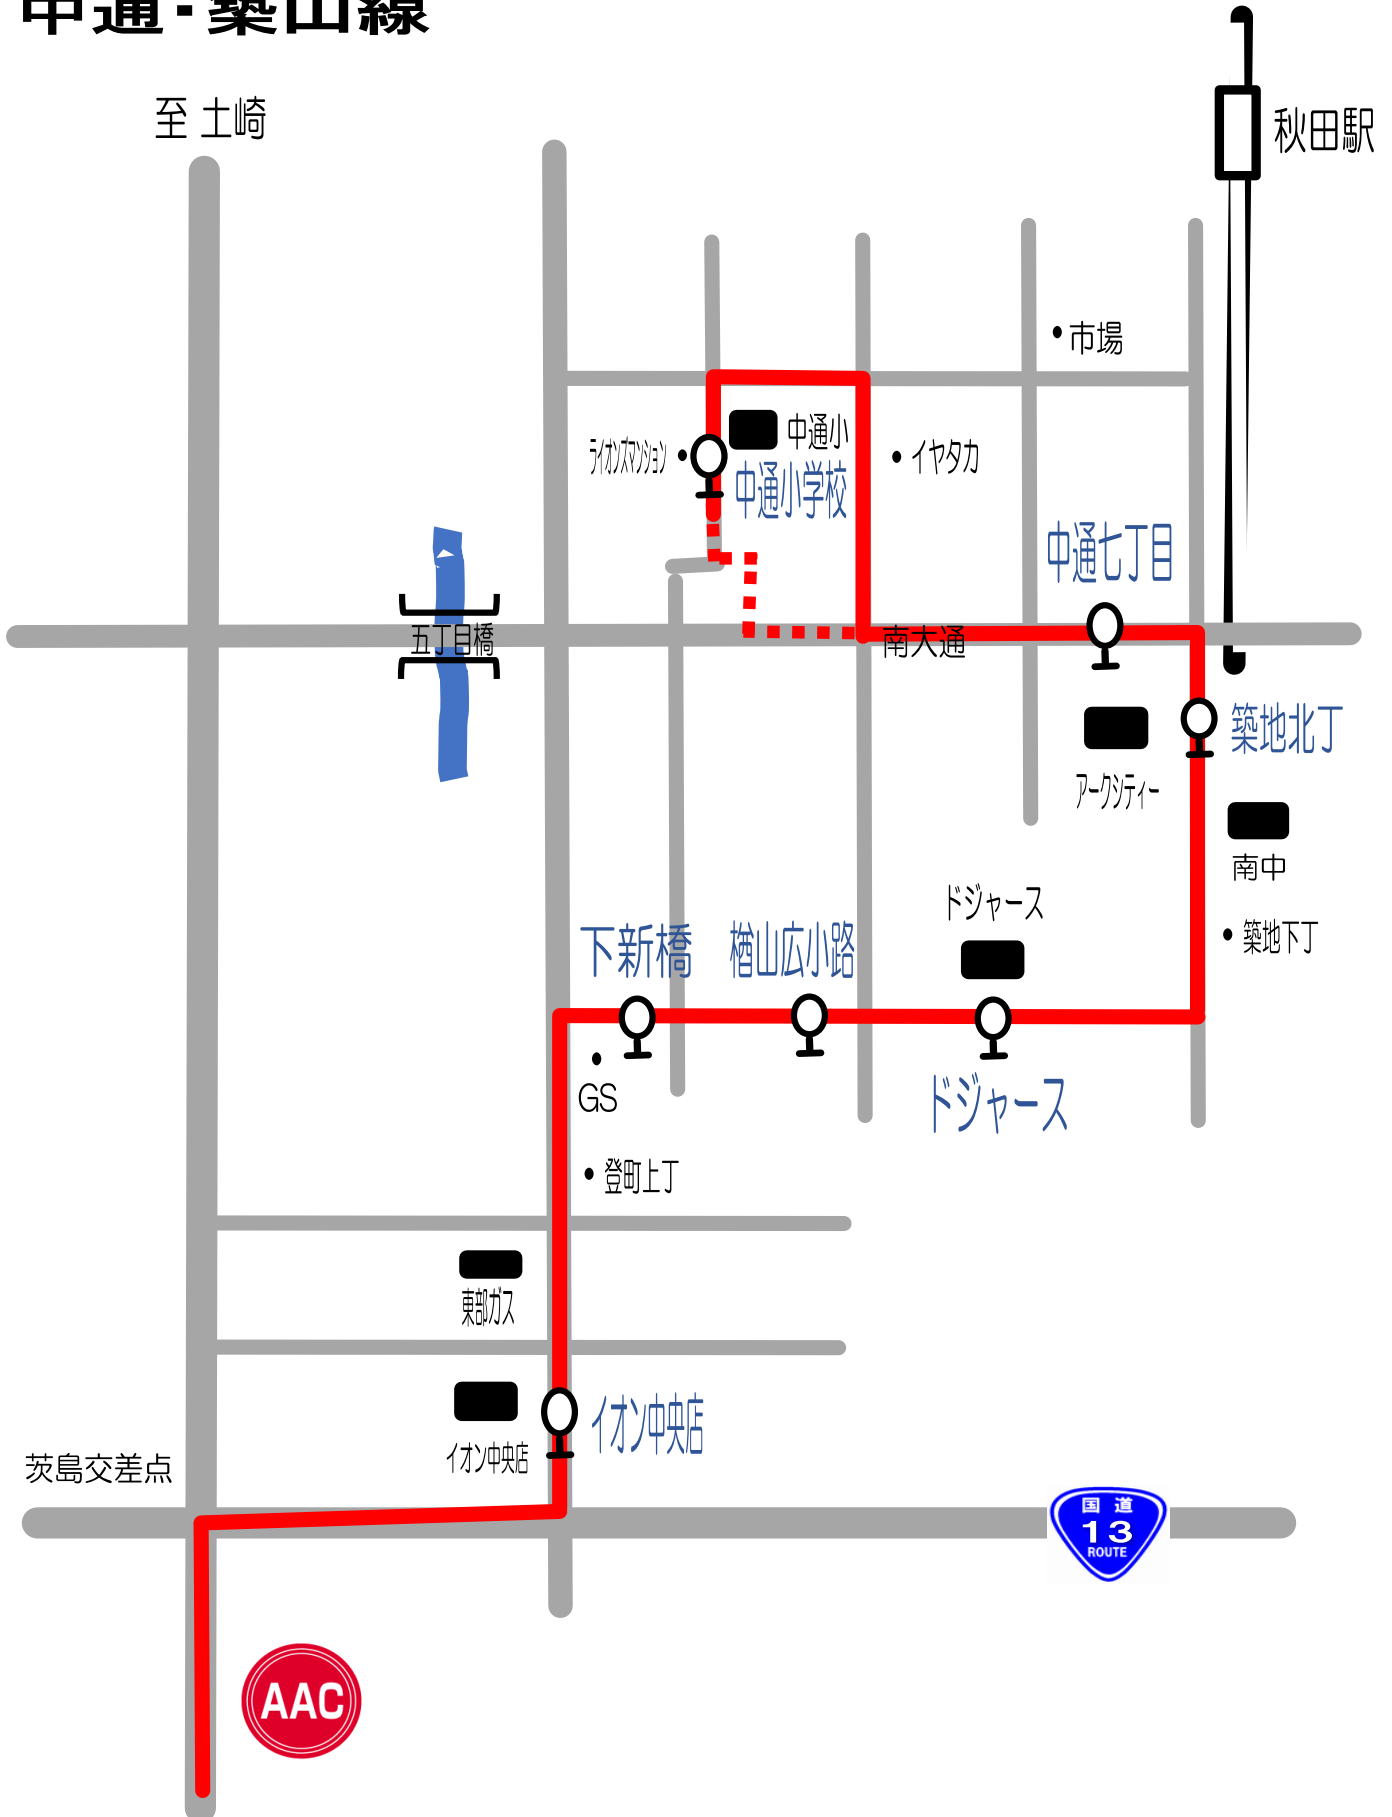 中通・築山線
至 土崎
秋田駅
市場
中通小
ライオンズマンション
イヤタカ
中通小学校
中通七丁目
五丁目橋
南大通
築地北丁
アークシティー
南中
ドジャース
築地下丁
下新橋
楢山広小路
GS
ドジャース
登町上丁
東部ガス
イオン中央店
イオン中央店
茨島交差点
国道
13
ROUTE
AAC